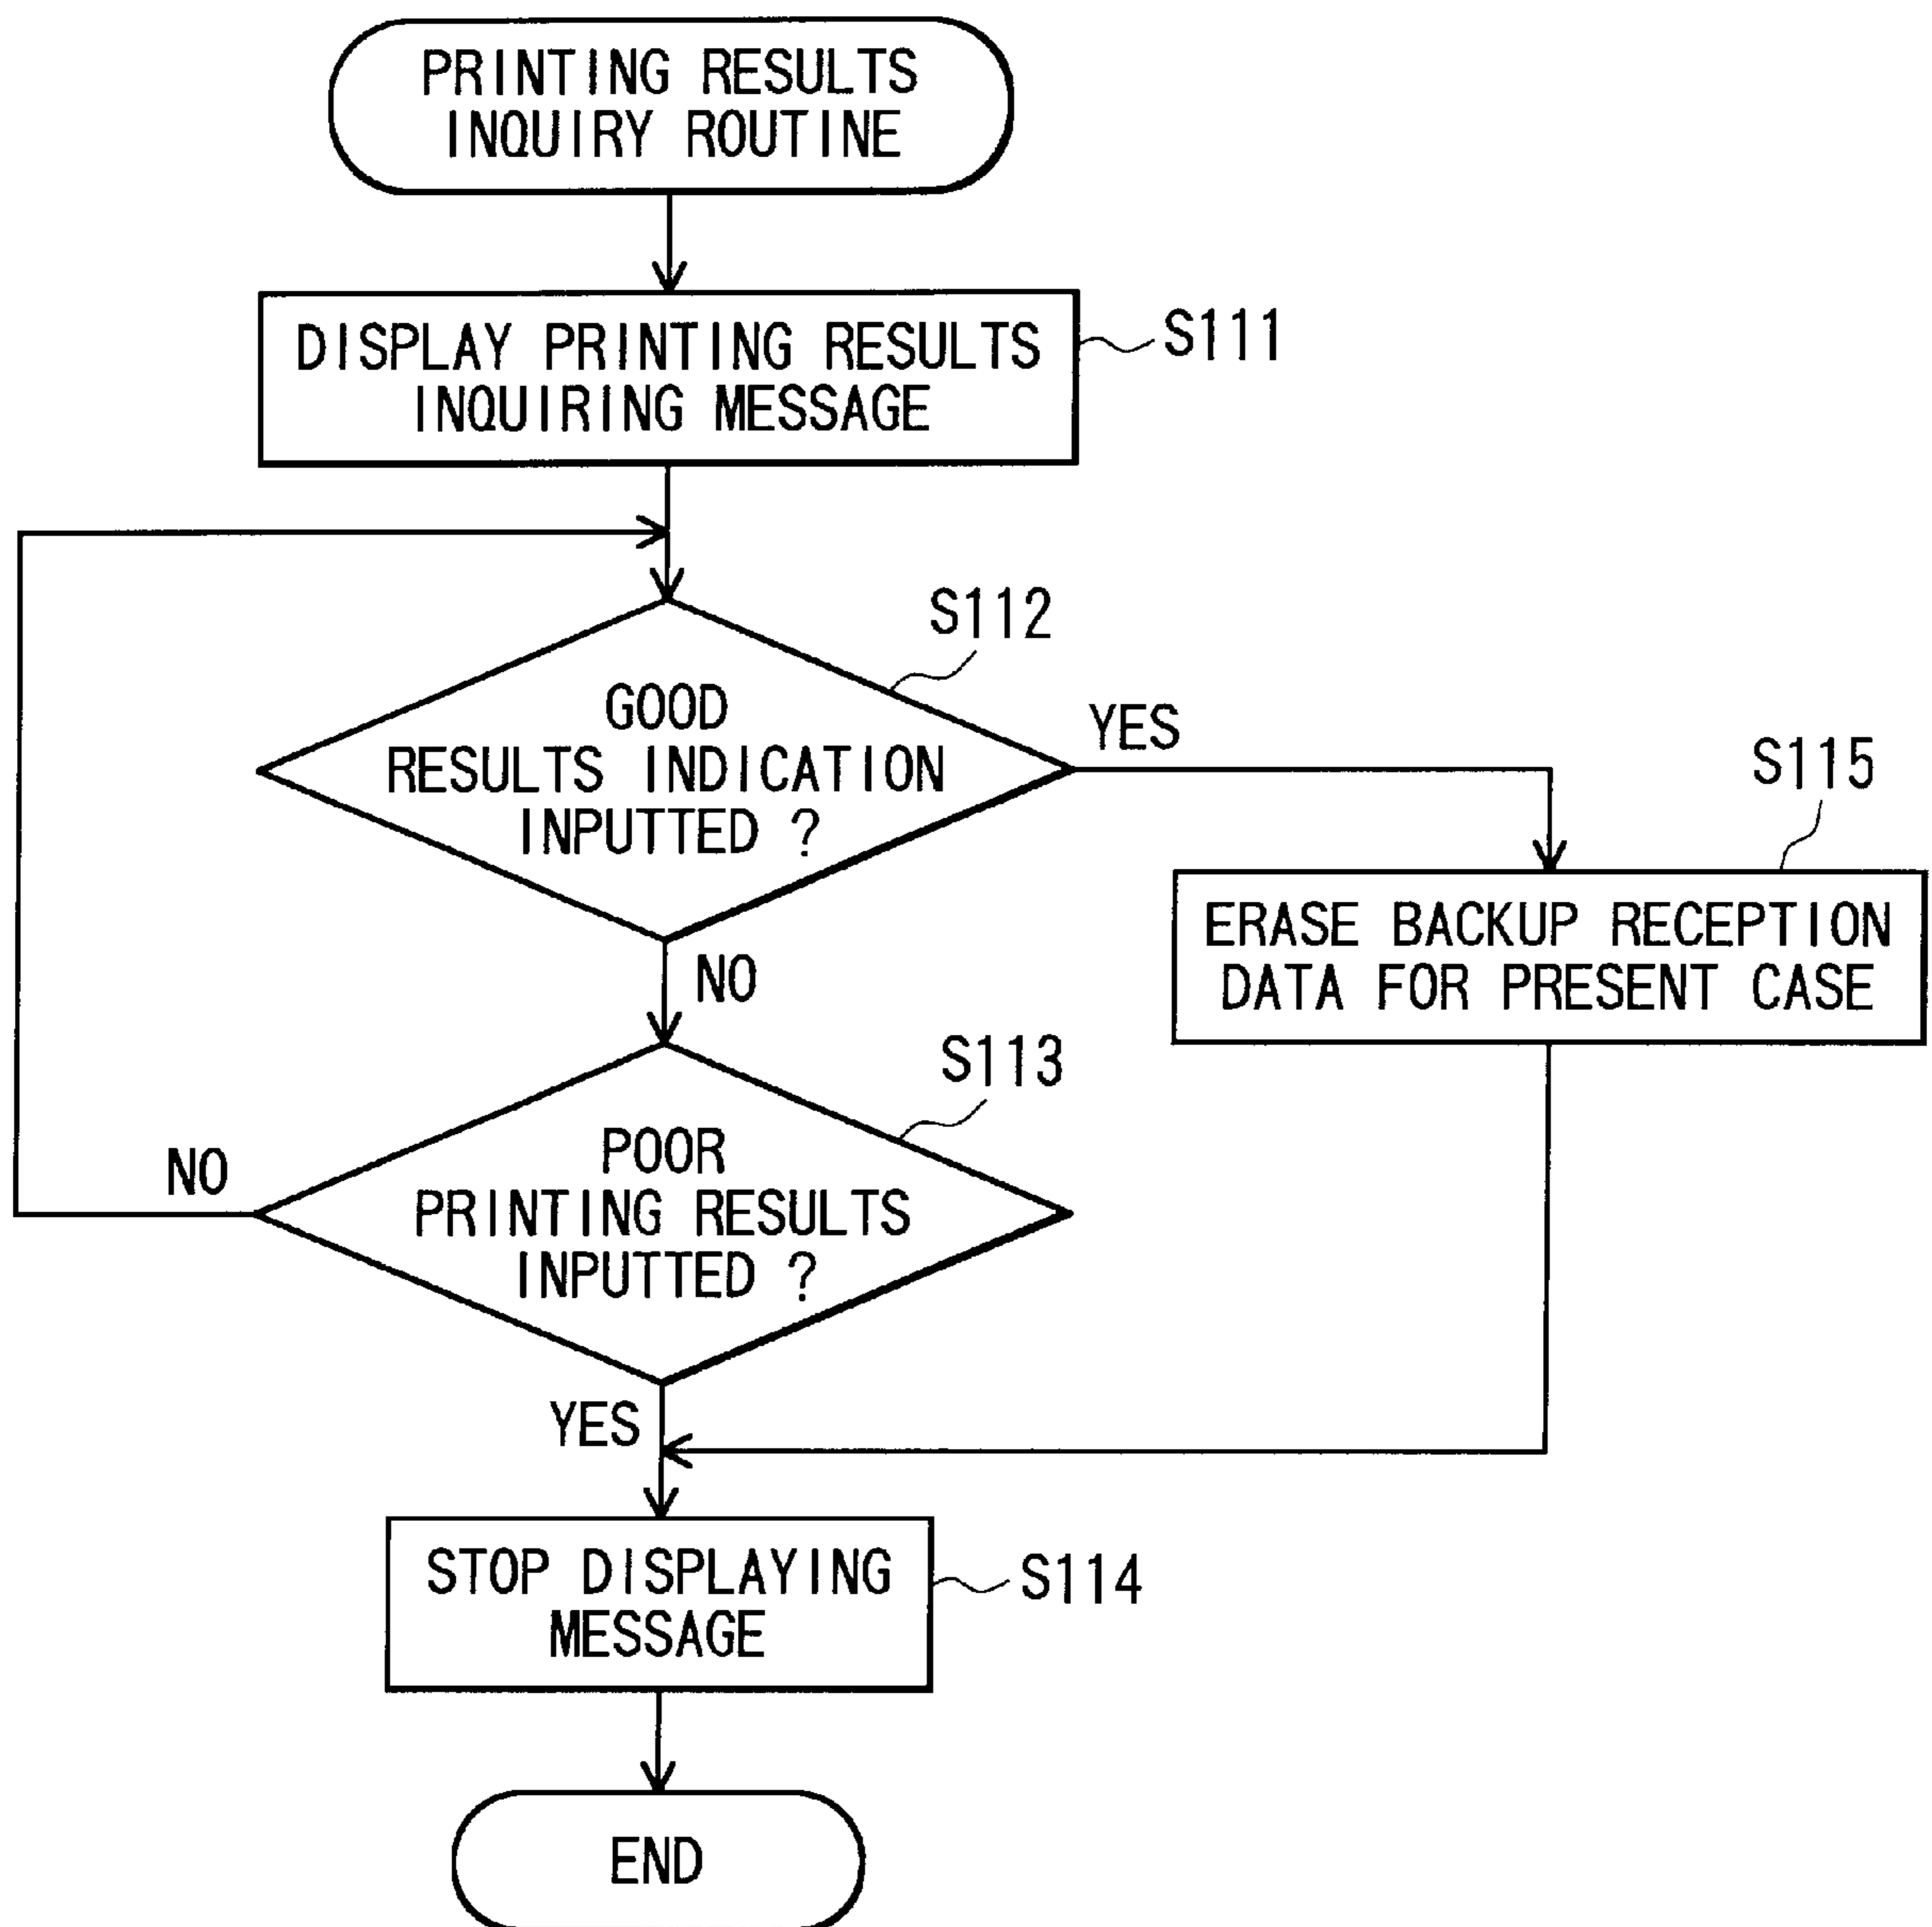 PRINTING RESULTS
INQUIRY ROUTINE
DISPLAY PRINTING RESULTS
INQUIRING MESSAGE
S111
S112
GOOD
RESULTS INDICATION
INPUTTED ?
YES
S115
ERASE BACKUP RECEPTION
DATA FOR PRESENT CASE
NO
S113
POOR
PRINTING RESULTS
INPUTTED ?
NO
YES
STOP DISPLAYING
MESSAGE
S114
END